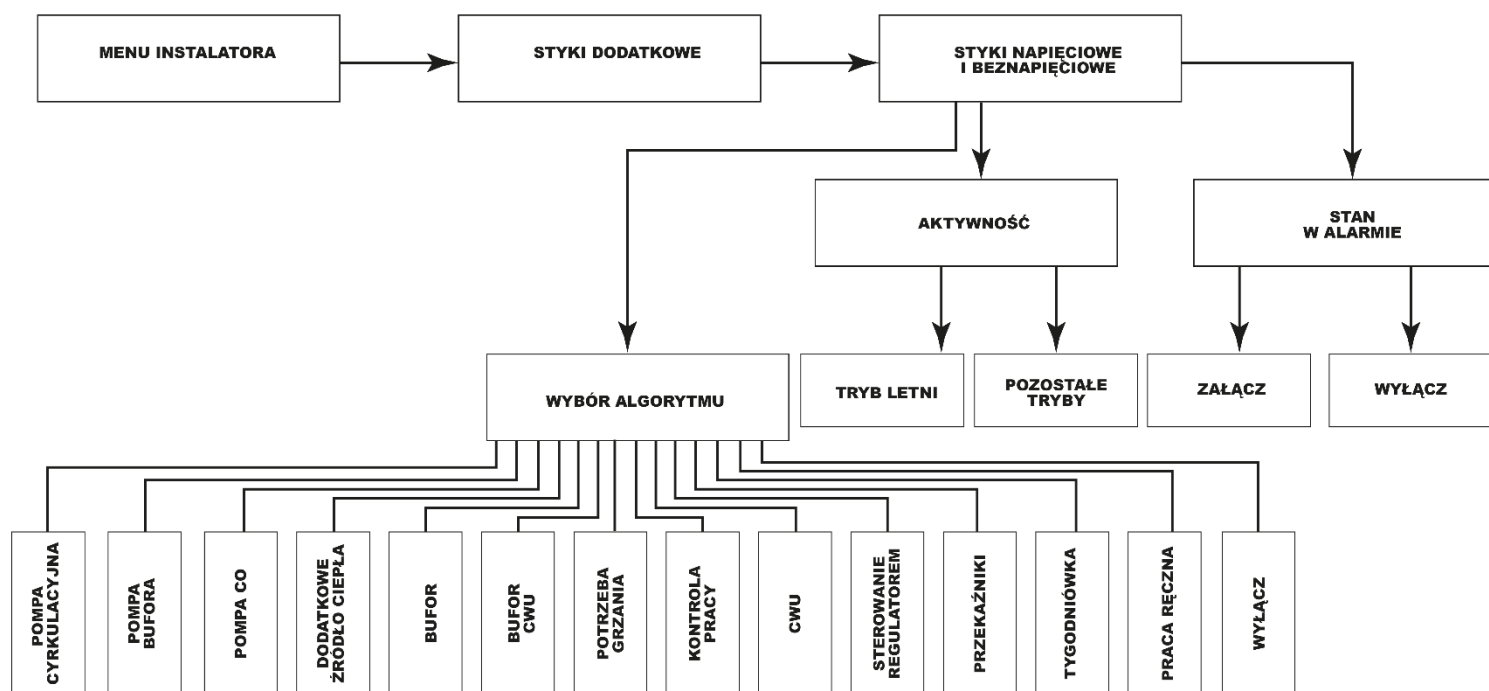 MENU INSTALATORA
STYKI DODATKOWE
STYKI NAPIĘCIOWE
I BEZNAPIĘCIOWE
AKTYWNOŚĆ
STAN
W ALARMIE
WYBÓR ALGORYTMU
TRYB LETNI
POZOSTAŁE
TRYBY
ZAŁĄCZ
WYŁĄCZ
POMPA
CYRKULACYJNA
POMPA
BUFORA
POMPA CO
DODATKOWE
ŹRÓDŁO CIEPŁA
BUFOR
BUFOR
CWU
POTRZEBA
GRZANIA
KONTROLA
PRACY
CWU
STEROWANIE
REGULATOREM
PRZEKAŹNIKI
TYGODNIÓWKA
PRACA RĘCZNA
WYŁĄCZ